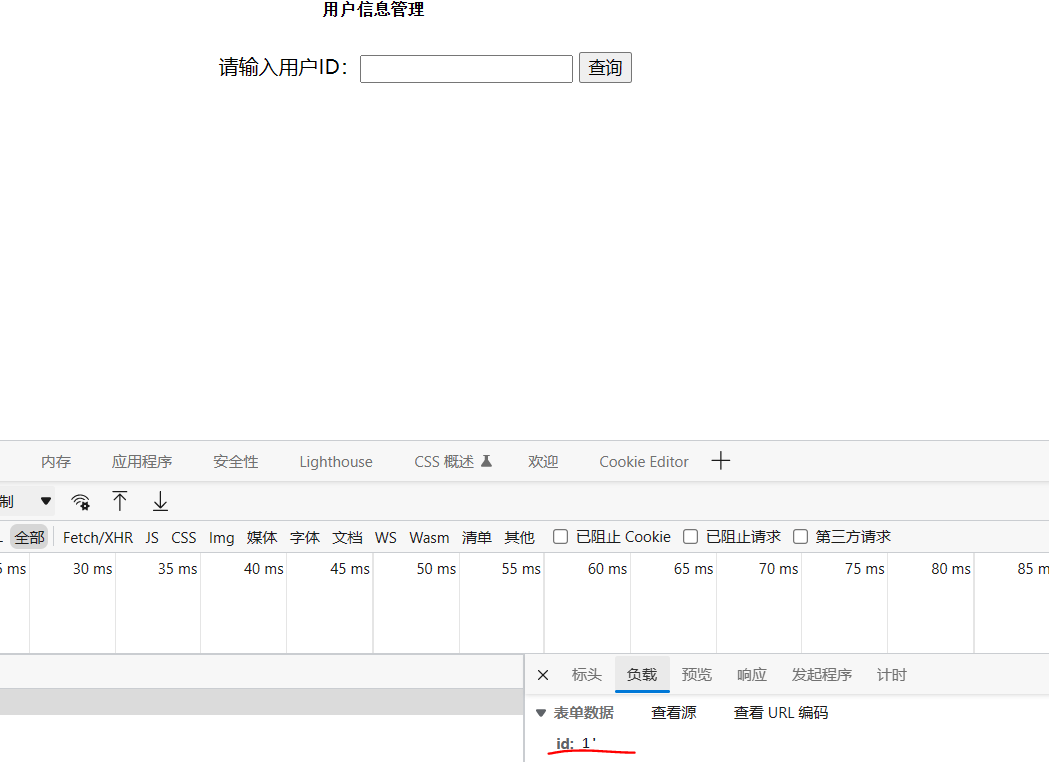 用户信息管理
请输入用户ID： 查询
内存 应用程序 安全性 Lighthouse CSS 概述 欢迎 Cookie Editor
制
全部 Fetch/XHR JS CSS Img 媒体 字体 文档 WS Wasm 清单 其他 已阻止 Cookie 已阻止请求 第三方请求
5 ms 30 ms 35 ms 40 ms 45 ms 50 ms 55 ms 60 ms 65 ms 70 ms 75 ms 80 ms 85 m
标头 负载 预览 响应 发起程序 计时
表单数据 查看源 查看 URL 编码
id: 1'